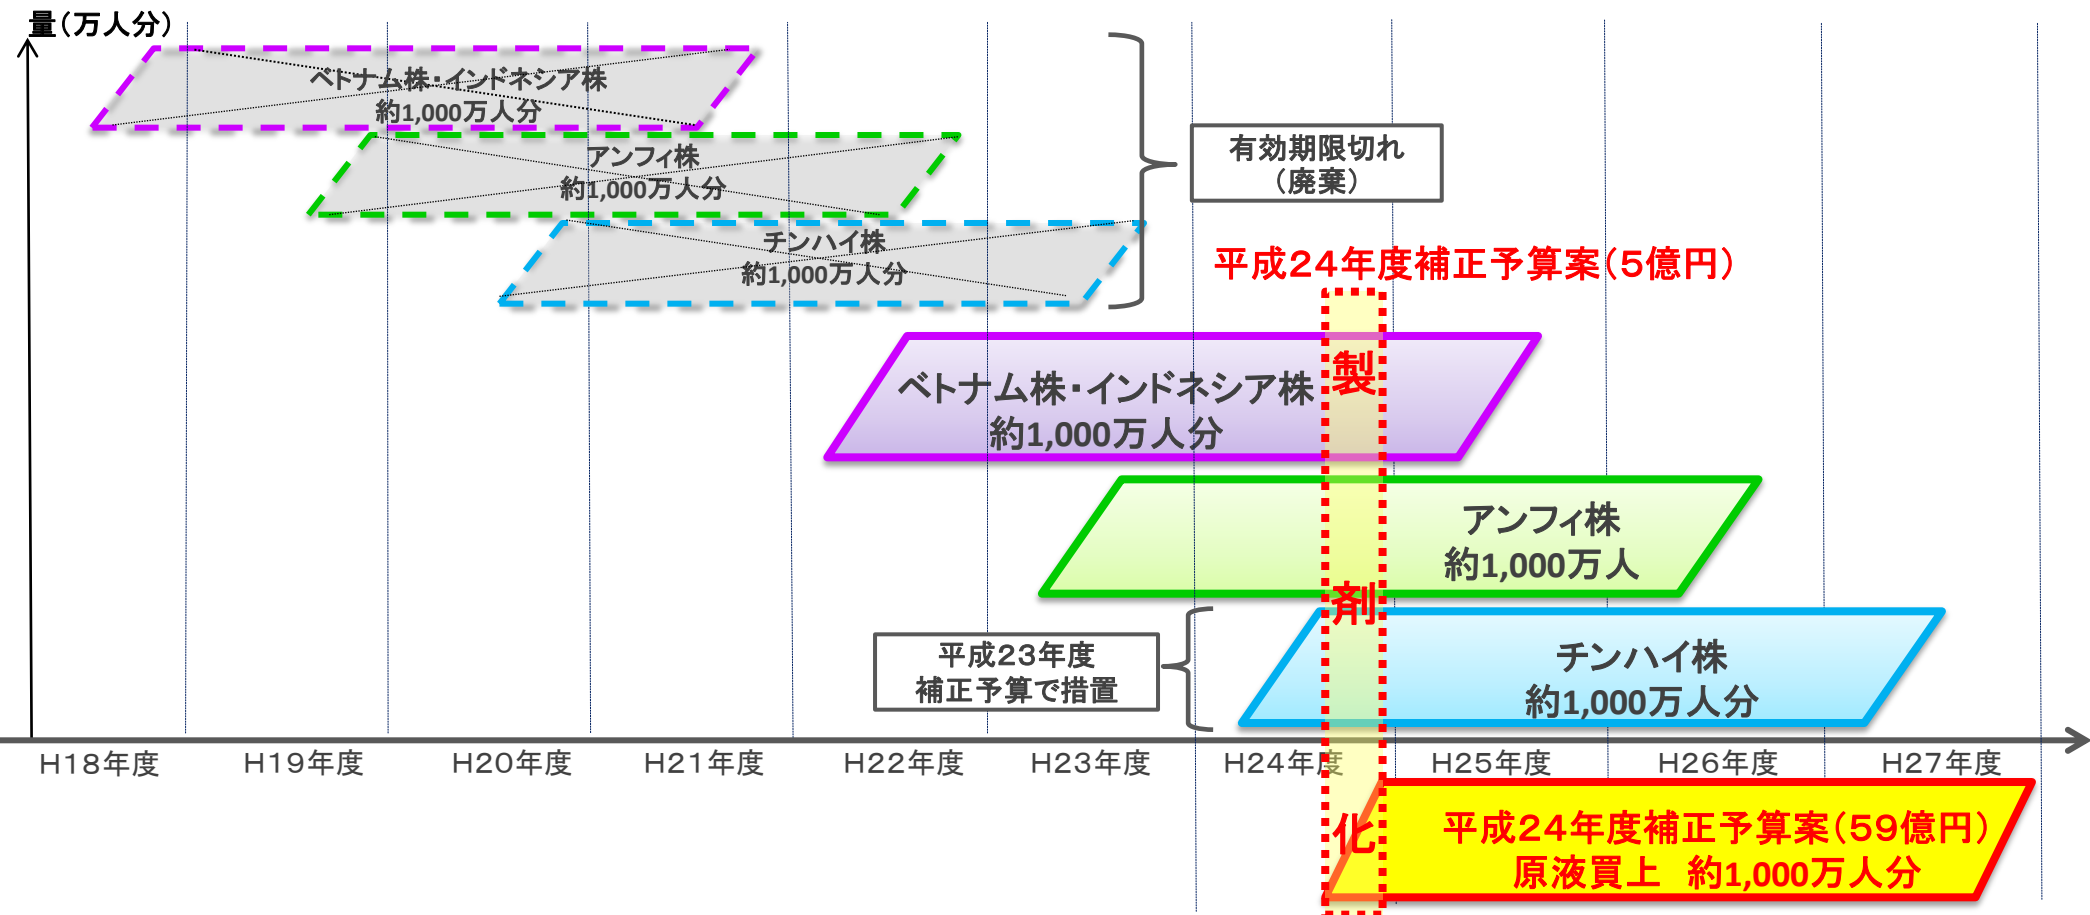 量(万人分)
ベトナム株・インドネシア株
約1,000万人分
アンフィ株
約1,000万人分
チンハイ株
約1,000万人分
有効期限切れ
(廃棄)
平成24年度補正予算案(5億円)
ベトナム株・インドネシア株
約1,000万人分
アンフィ株
約1,000万人
平成23年度
補正予算で措置
チンハイ株
約1,000万人分
製
剤
化
H18年度
H19年度
H20年度
H21年度
H22年度
H23年度
H24年度
H25年度
H26年度
H27年度
平成24年度補正予算案(59億円)
原液買上 約1,000万人分